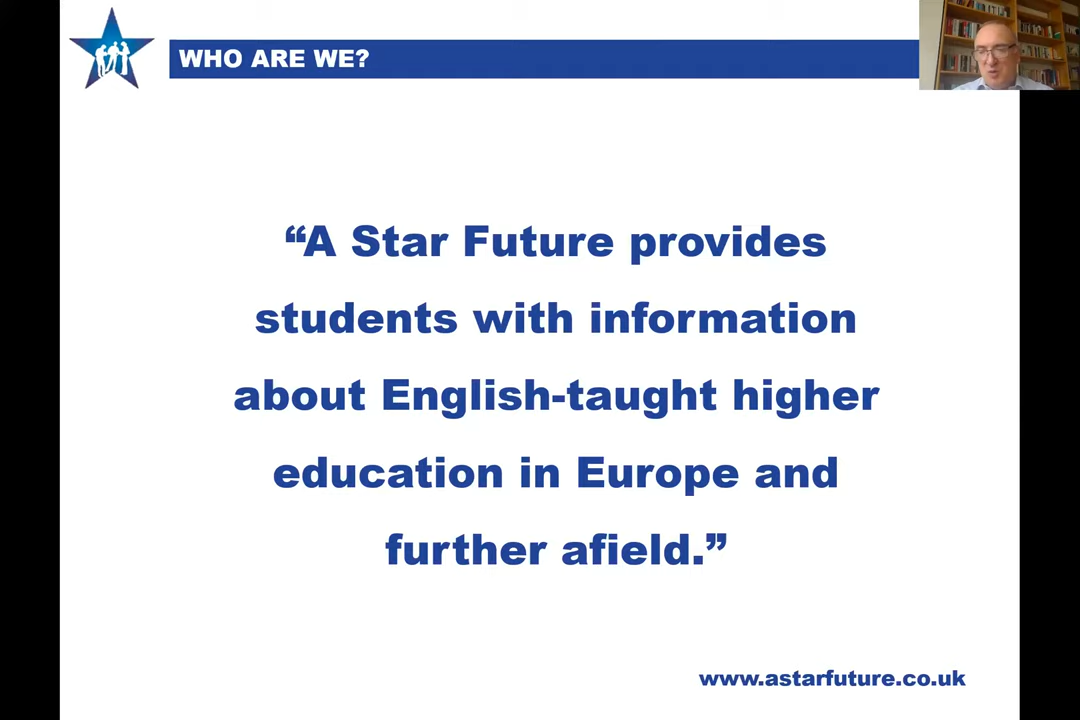 WHO ARE WE?
“A Star Future provides
students with information
about English-taught higher
education in Europe and
further afield.”
www.astarfuture.co.uk